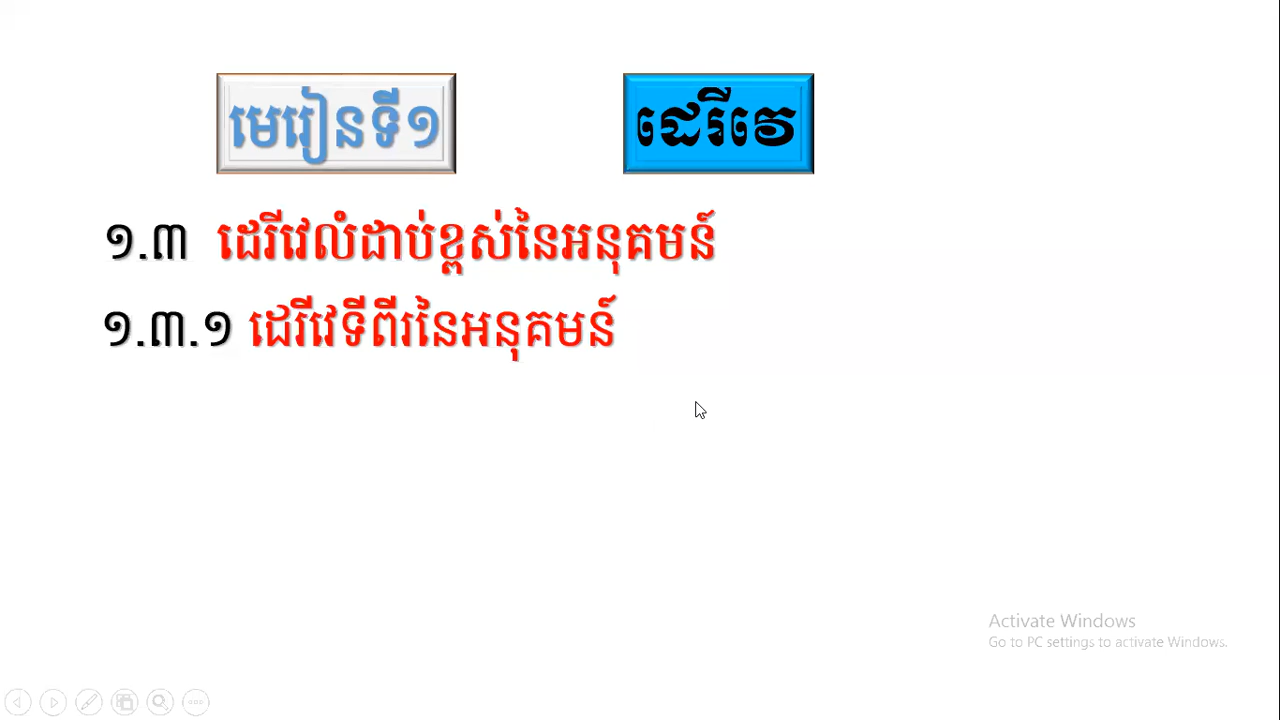 មេរៀនទី១ ដេរីវេ
១.៣ ដេរីវេលំដាប់ខ្ពស់នៃអនុគមន៍
១.៣.១ ដេរីវេទីពីរនៃអនុគមន៍
Activate Windows
Go to PC settings to activate Windows.